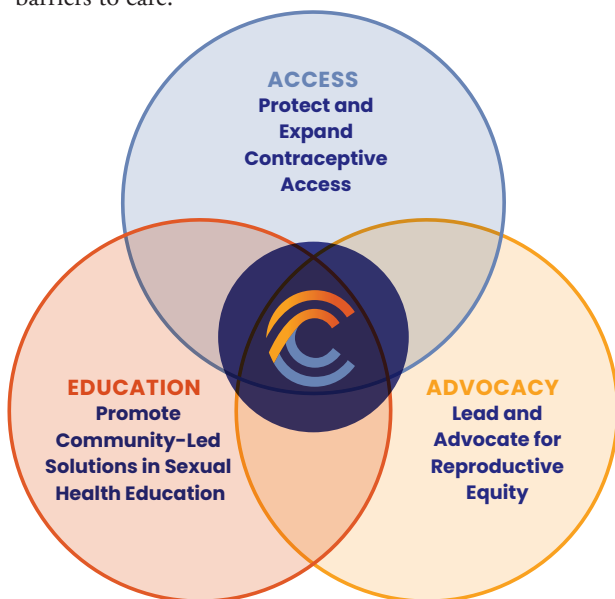 barriers to care.
ACCESS
Protect and
Expand
Contraceptive
Access
EDUCATION
Promote
Community-Led
Solutions in Sexual
Health Education
ADVOCACY
Lead and
Advocate for
Reproductive
Equity